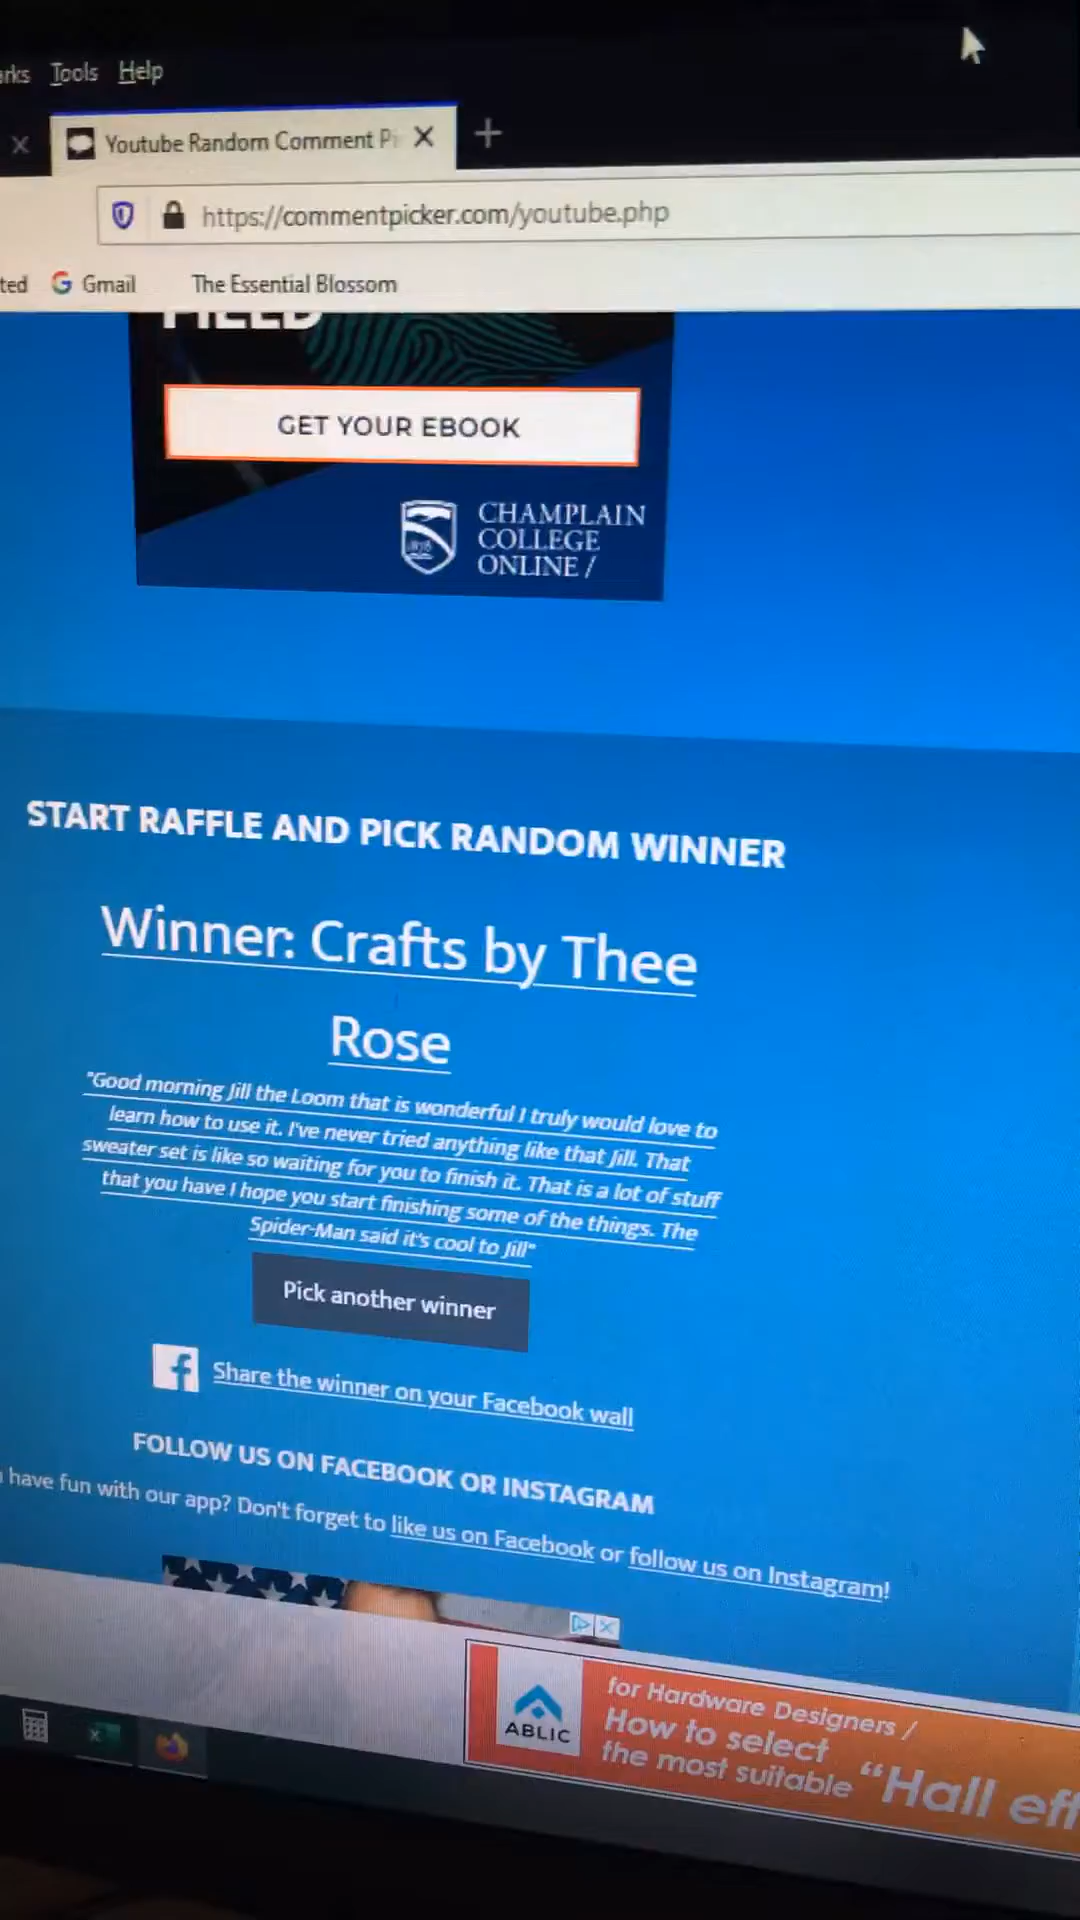 Tools Help
Youtube Random Comment
https://commentpicker.com/youtube.php
Gmail The Essential Blossom
GET YOUR EBOOK
CHAMPLAIN
COLLEGE
ONLINE /
START RAFFLE AND PICK RANDOM WINNER
Winner: Crafts by Thee
Rose
"Good morning Jill the Loom that is wonderful I truly would love to
learn how to use it. I've never tried anything like that Jill. That
sweater set is like so waiting for you to finish it. That is a lot of stuff
that you have I hope you start finishing some of the things. The
Spider-Man said it's cool to Jill"
Pick another winner
Share the winner on your Facebook wall
FOLLOW US ON FACEBOOK OR INSTAGRAM
have fun with our app? Don't forget to like us on Facebook or follow us on Instagram!
ABLIC
for Hardware Designers /
How to select
the most suitable "Hall eff